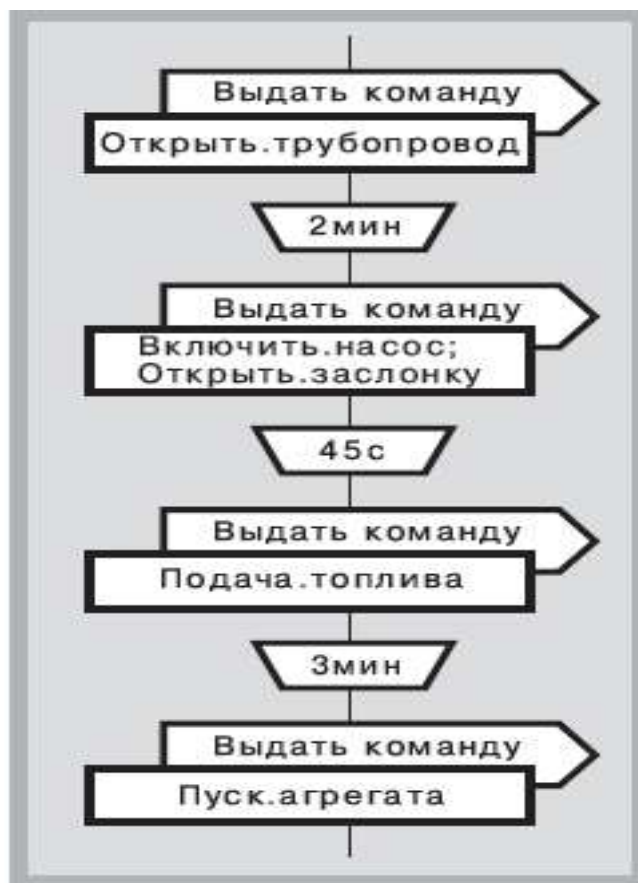 Выдать команду
Открыть.трубопровод
2мин
Выдать команду
Включить.насос;
Открыть.заслонку
45с
Выдать команду
Подача.топлива
3мин
Выдать команду
Пуск.агрегата